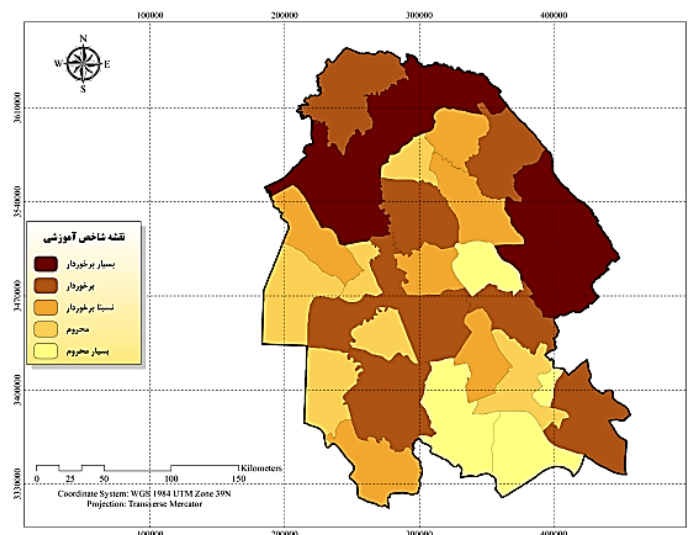 100000 200000 300000 400000
N
W E
S
3610000
3540000
3470000
3400000
3330000
نقشه شاخص آموزشی
بسیار برخوردار
برخوردار
نسبتا برخوردار
محروم
بسیار محروم
0 25 50 100 150 Kilometers
Coordinate System: WGS 1984 UTM Zone 39N
Projection: Transverse Mercator
100000 200000 300000 400000